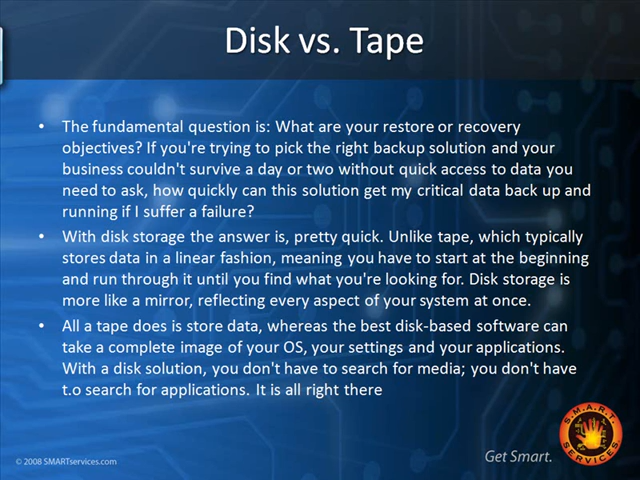 Disk vs. Tape
• The fundamental question is: What are your restore or recovery
objectives? If you're trying to pick the right backup solution and your
business couldn't survive a day or two without quick access to data you
need to ask, how quickly can this solution get my critical data back up and
running if I suffer a failure?
• With disk storage the answer is, pretty quick. Unlike tape, which typically
stores data in a linear fashion, meaning you have to start at the beginning
and run through it until you find what you're looking for. Disk storage is
more like a mirror, reflecting every aspect of your system at once.
• All a tape does is store data, whereas the best disk-based software can
take a complete image of your OS, your settings and your applications.
With a disk solution, you don't have to search for media; you don't have
t.o search for applications. It is all right there
S.M.A.R.T.
SERVICES.
Get Smart.
© 2008 SMARTservices.com